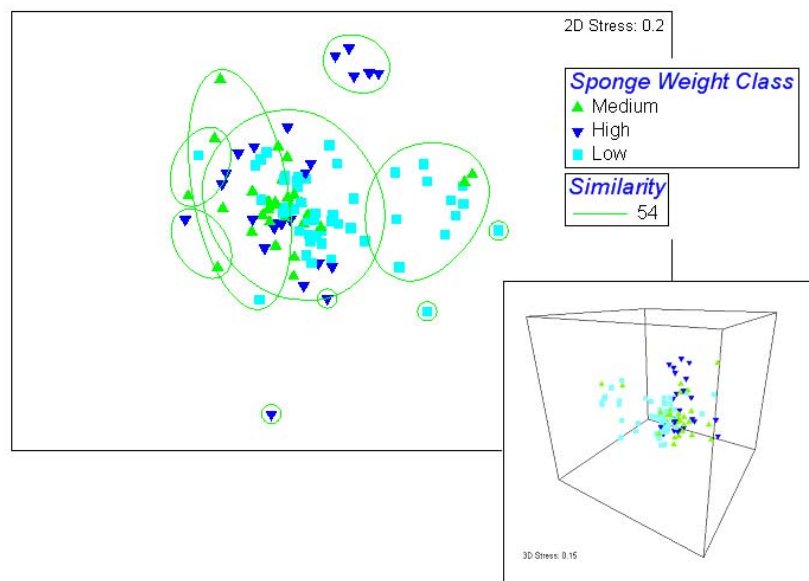 2D Stress: 0.2
Sponge Weight Class
Medium
High
Low
Similarity
54
3D Stress: 0.15